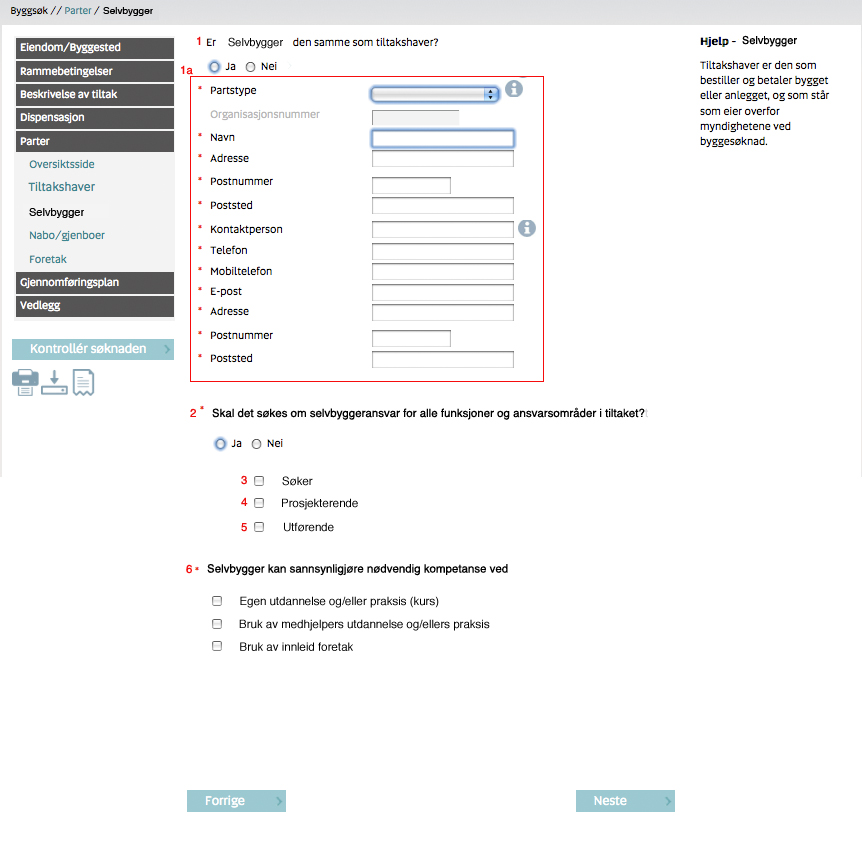 Byggsøk // Parter / Selvbygger
Eiendom/Byggested
Rammebetingelser
Beskrivelse av tiltak
Dispensasjon
Parter
Oversiktsside
Tiltakshaver
Selvbygger
Nabo/gjenboer
Foretak
Gjennomføringsplan
Vedlegg
Kontrollér søknaden
1 Er Selvbygger den samme som tiltakshaver?
Ja Nei
1a
* Partstype
Organisasjonsnummer
* Navn
* Adresse
* Postnummer
* Poststed
* Kontaktperson
* Telefon
* Mobiltelefon
* E-post
* Adresse
* Postnummer
* Poststed
2 * Skal det søkes om selvbyggeransvar for alle funksjoner og ansvarsområder i tiltaket?
Ja Nei
3 Søker
4 Prosjekterende
5 Utførende
6 * Selvbygger kan sannsynligjøre nødvendig kompetanse ved
Egen utdannelse og/eller praksis (kurs)
Bruk av medhjelpers utdannelse og/ellers praksis
Bruk av innleid foretak
Forrige
Neste
Hjelp - Selvbygger
Tiltakshaver er den som
bestiller og betaler bygget
eller anlegget, og som står
som eier overfor
myndighetene ved
byggesøknad.